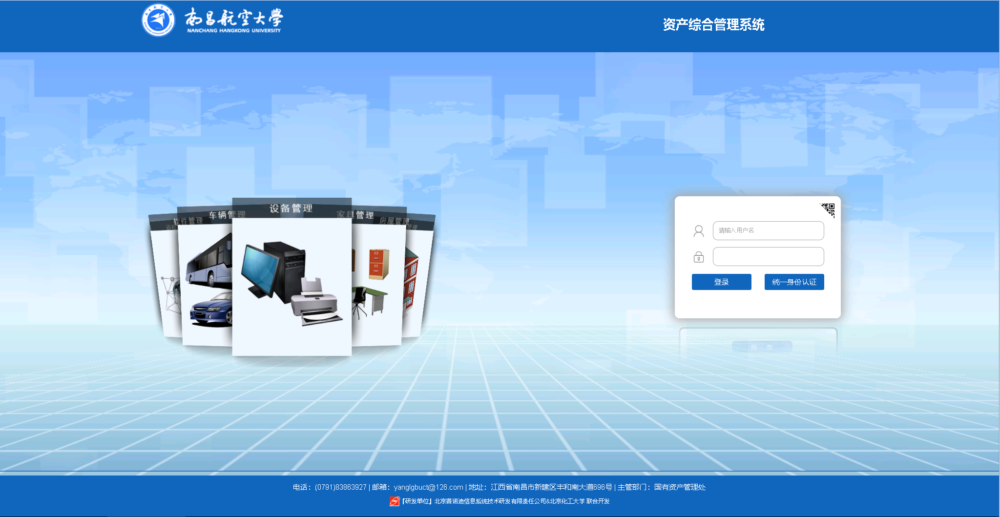 南昌航空大学
NANCHANG HANGKONG UNIVERSITY
资产综合管理系统
设备管理
车辆管理
家具管理
软件管理
房屋管理
管理
请输入用户名
登录
统一身份认证
电话：(0791)83863927 | 邮箱：yanglgbuct@126.com | 地址：江西省南昌市新建区丰和南大道696号 | 主管部门：国有资产管理处
『研发单位』北京普诺迪信息系统技术研发有限责任公司&北京化工大学 联合开发